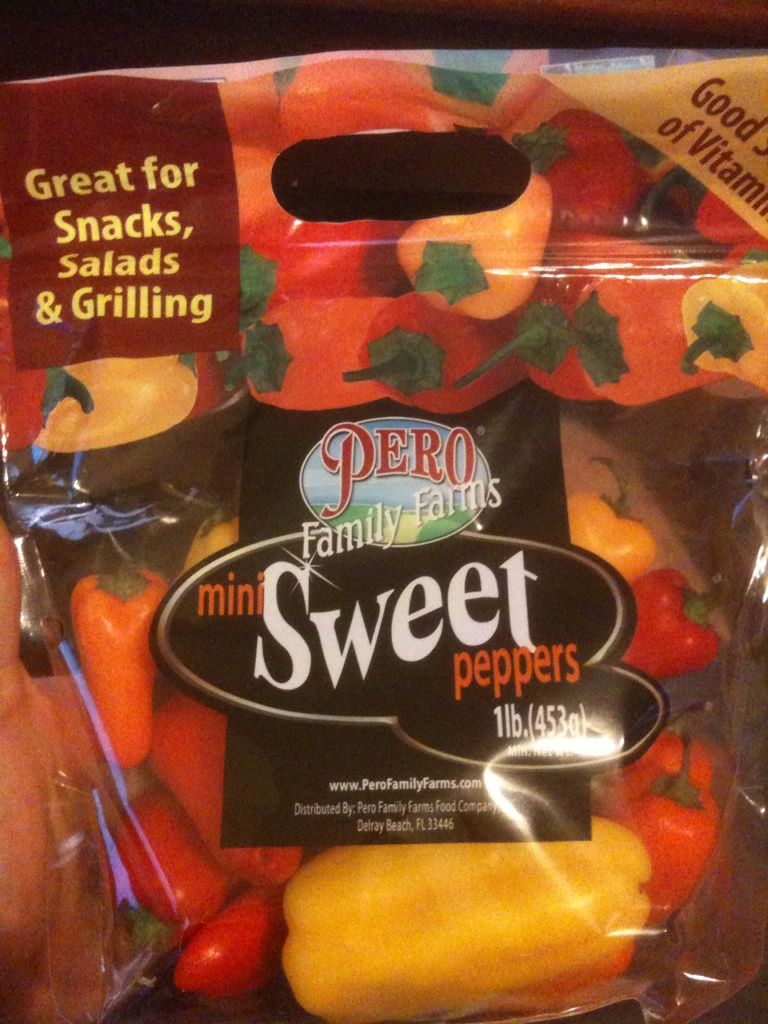 Great for
Snacks,
Salads
& Grilling
Good
of Vitamin
PERO®
Family Farms
mini Sweet
peppers
1lb.(453g)
www.PeroFamilyFarms.com
Distributed By: Pero Family Farms Food Company,
Delray Beach, FL 33446